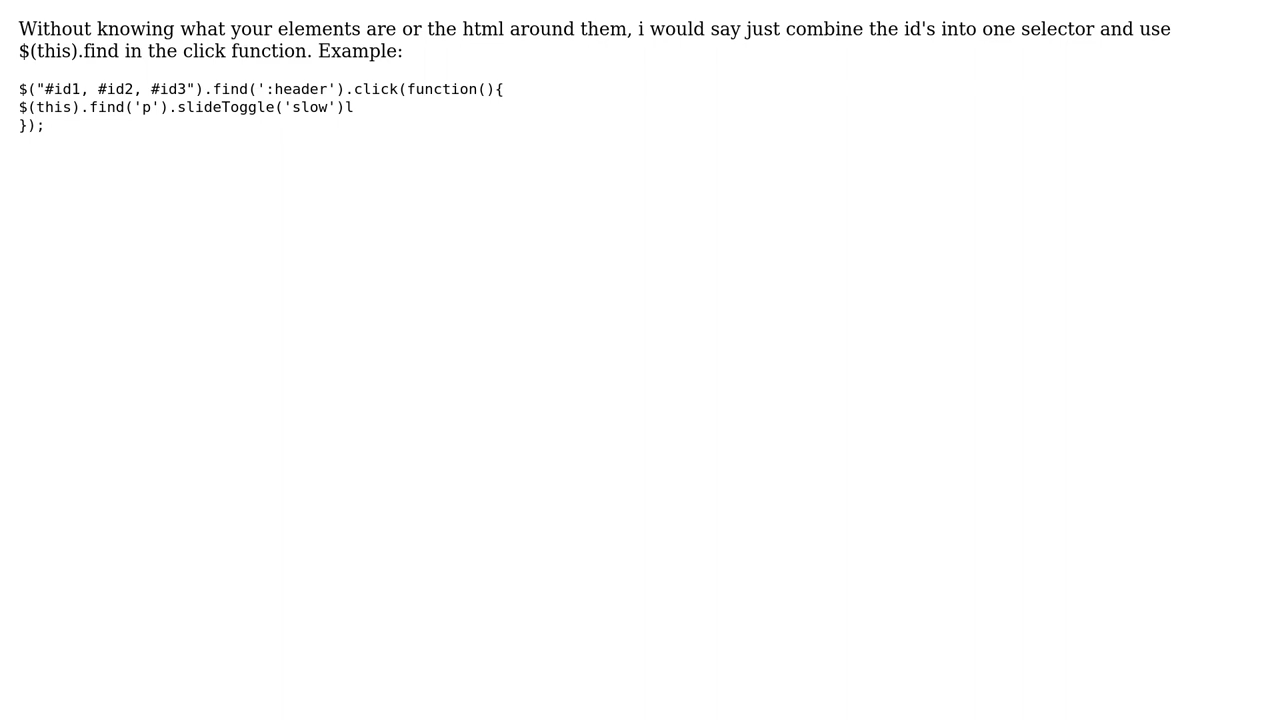 Without knowing what your elements are or the html around them, i would say just combine the id's into one selector and use
$(this).find in the click function. Example:
$("#id1, #id2, #id3").find(':header').click(function(){
$(this).find('p').slideToggle('slow')l
});